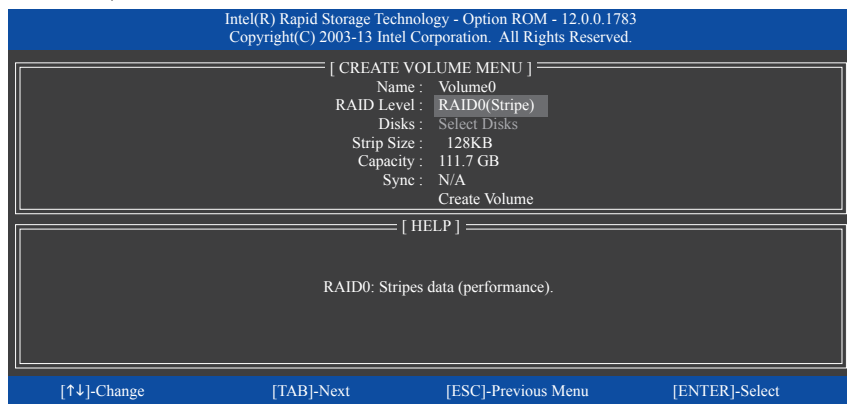 Intel(R) Rapid Storage Technology - Option ROM - 12.0.0.1783
Copyright(C) 2003-13 Intel Corporation. All Rights Reserved.
[ CREATE VOLUME MENU ]
Name : Volume0
RAID Level : RAID0(Stripe)
Disks : Select Disks
Strip Size : 128KB
Capacity : 111.7 GB
Sync : N/A
Create Volume
[ HELP ]
RAID0: Stripes data (performance).
[↑↓]-Change [TAB]-Next [ESC]-Previous Menu [ENTER]-Select